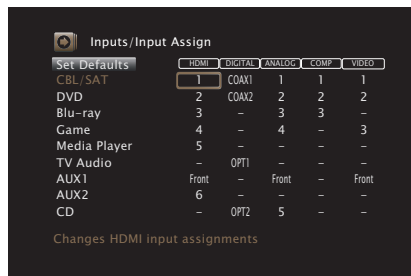 Inputs/Input Assign
Set Defaults HDMI DIGITAL ANALOG COMP VIDEO
CBL/SAT 1 COAX1 1 1 1
DVD 2 COAX2 2 2 2
Blu-ray 3 – 3 3 –
Game 4 – 4 – 3
Media Player 5 – – – –
TV Audio – OPT1 – – –
AUX1 Front – Front – Front
AUX2 6 – – – –
CD – OPT2 5 – –
Changes HDMI input assignments